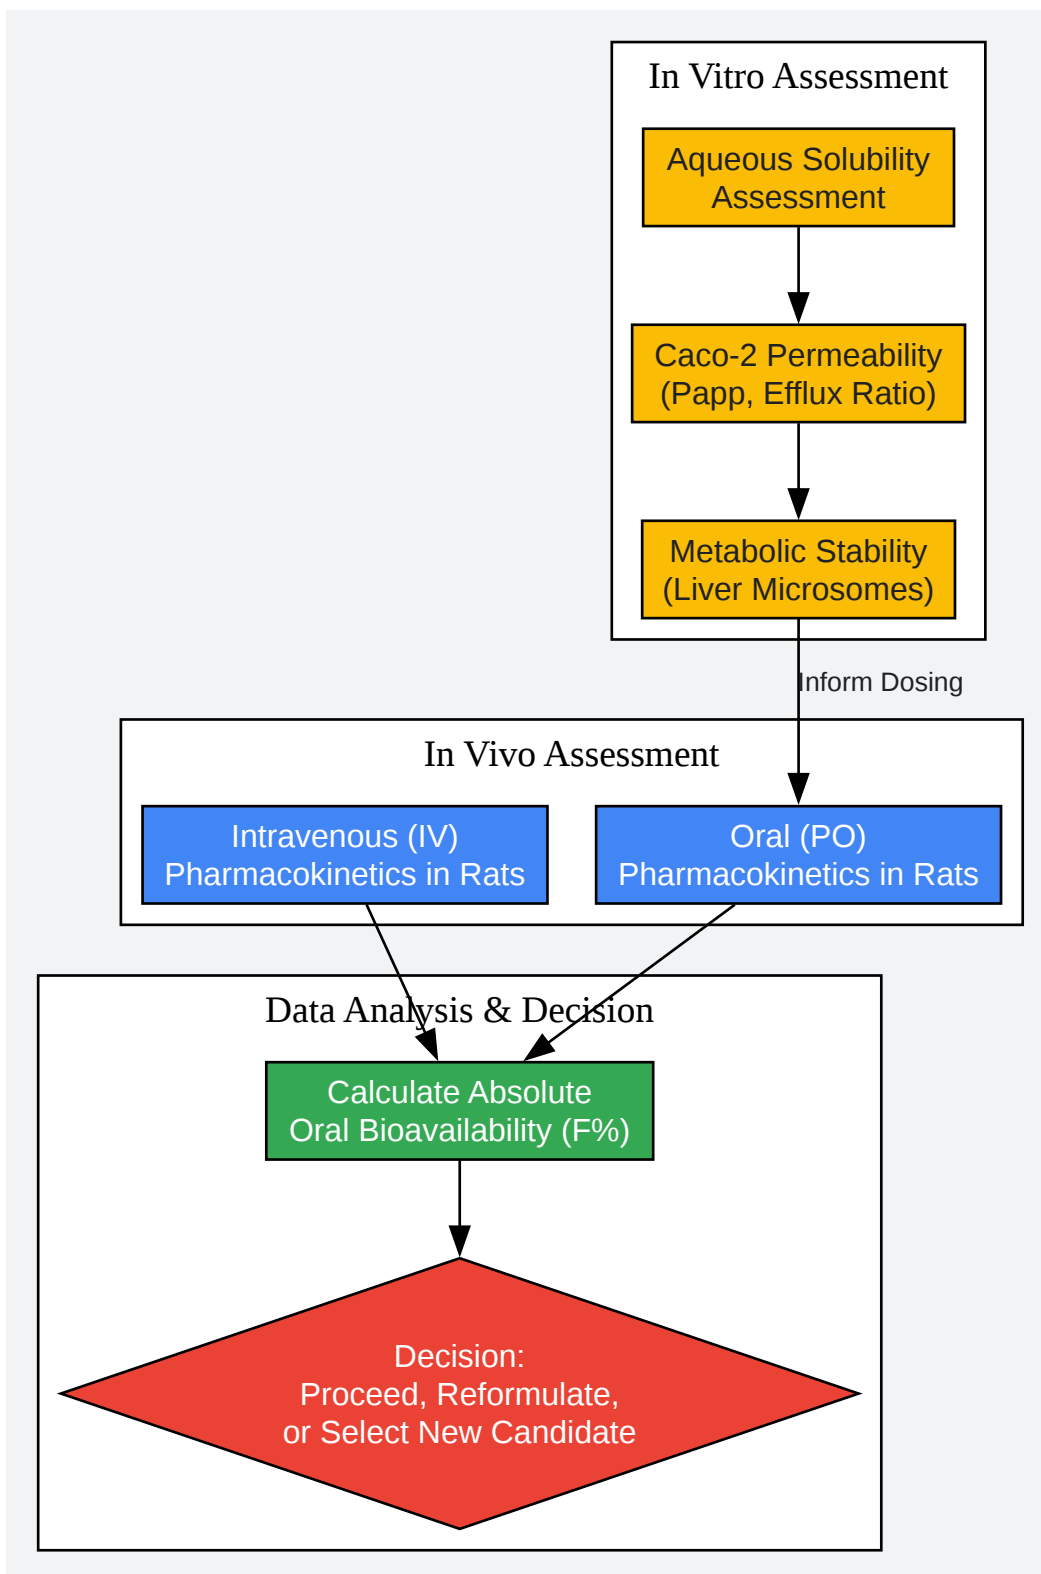 In Vitro Assessment
Aqueous Solubility
Assessment
Caco-2 Permeability
(Papp, Efflux Ratio)
Metabolic Stability
(Liver Microsomes)
Inform Dosing
In Vivo Assessment
Intravenous (IV)
Pharmacokinetics in Rats
Oral (PO)
Pharmacokinetics in Rats
Data Analysis & Decision
Calculate Absolute
Oral Bioavailability (F%)
Decision:
Proceed, Reformulate,
or Select New Candidate